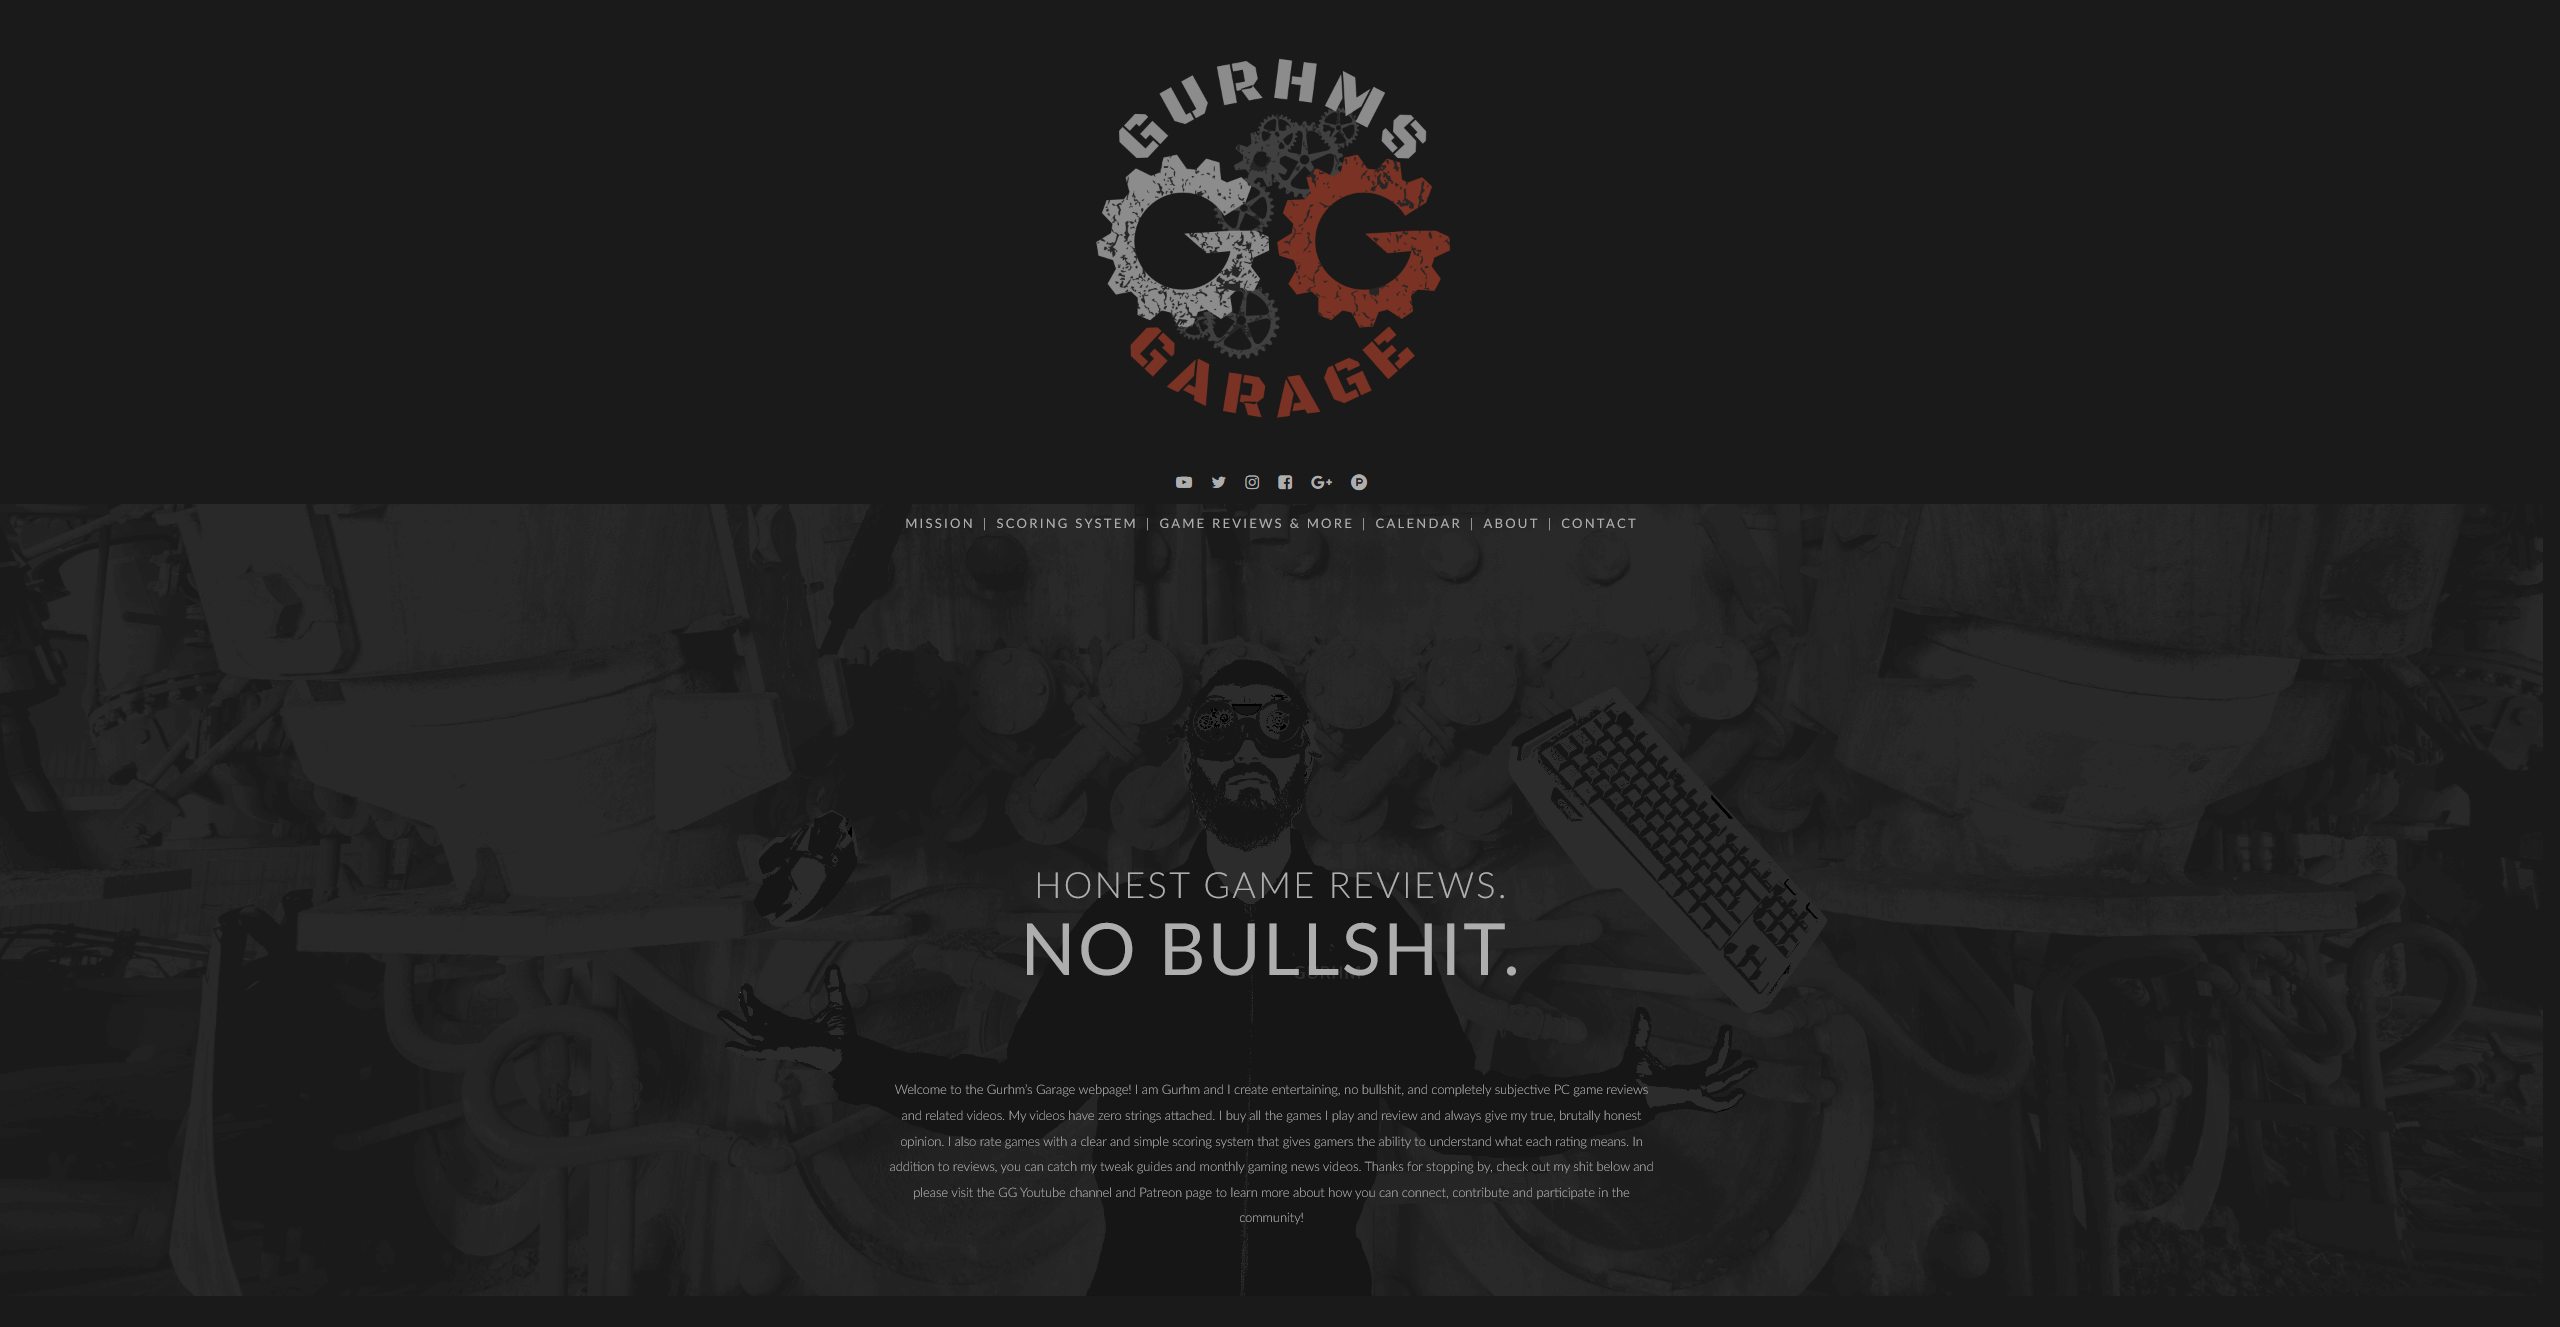 GURHMS
GG
GARAGE
MISSION | SCORING SYSTEM | GAME REVIEWS & MORE | CALENDAR | ABOUT | CONTACT
HONEST GAME REVIEWS.
NO BULLSHIT.
GURHM
Welcome to the Gurhm's Garage webpage! I am Gurhm and I create entertaining, no bullshit, and completely subjective PC game reviews
and related videos. My videos have zero strings attached. I buy all the games I play and review and always give my true, brutally honest
opinion. I also rate games with a clear and simple scoring system that gives gamers the ability to understand what each rating means. In
addition to reviews, you can catch my tweak guides and monthly gaming news videos. Thanks for stopping by, check out my shit below and
please visit the GG Youtube channel and Patreon page to learn more about how you can connect, contribute and participate in the
community!